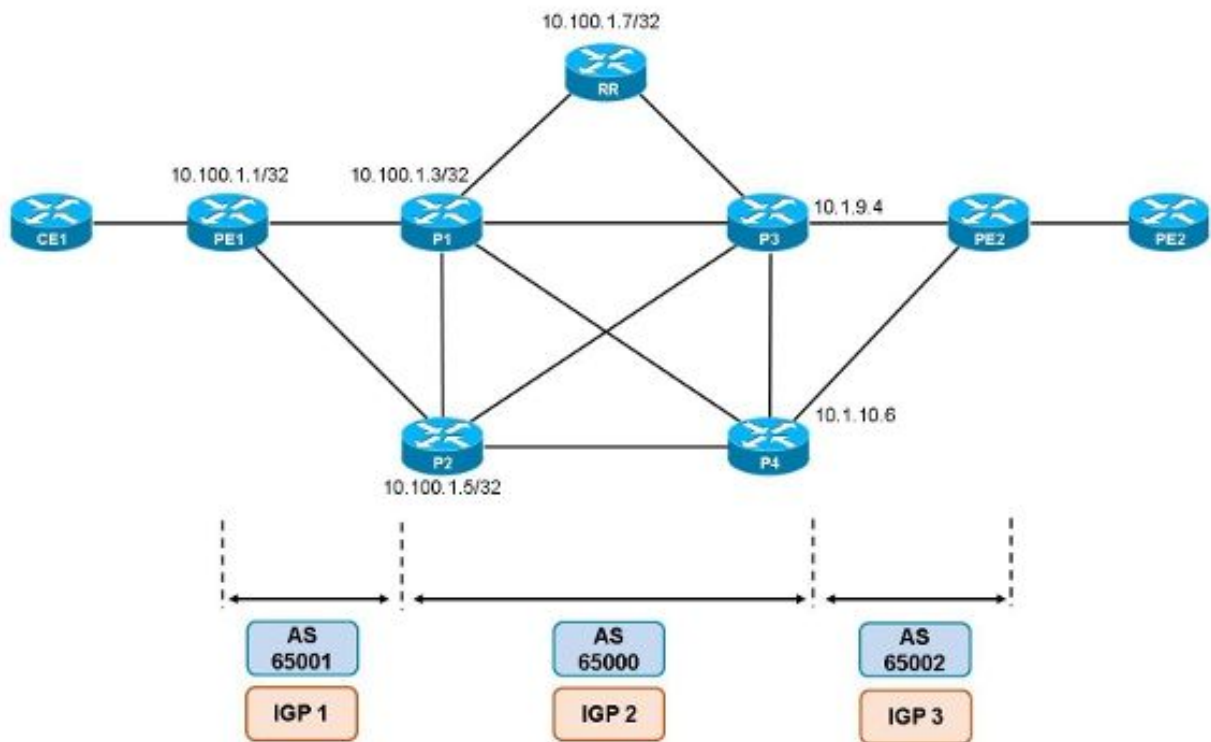 10.100.1.7/32
RR
10.100.1.1/32
10.100.1.3/32
10.1.9.4
CE1
PE1
P1
P3
PE2
PE2
10.1.10.6
P2
P4
10.100.1.5/32
AS
65001
AS
65000
AS
65002
IGP 1
IGP 2
IGP 3